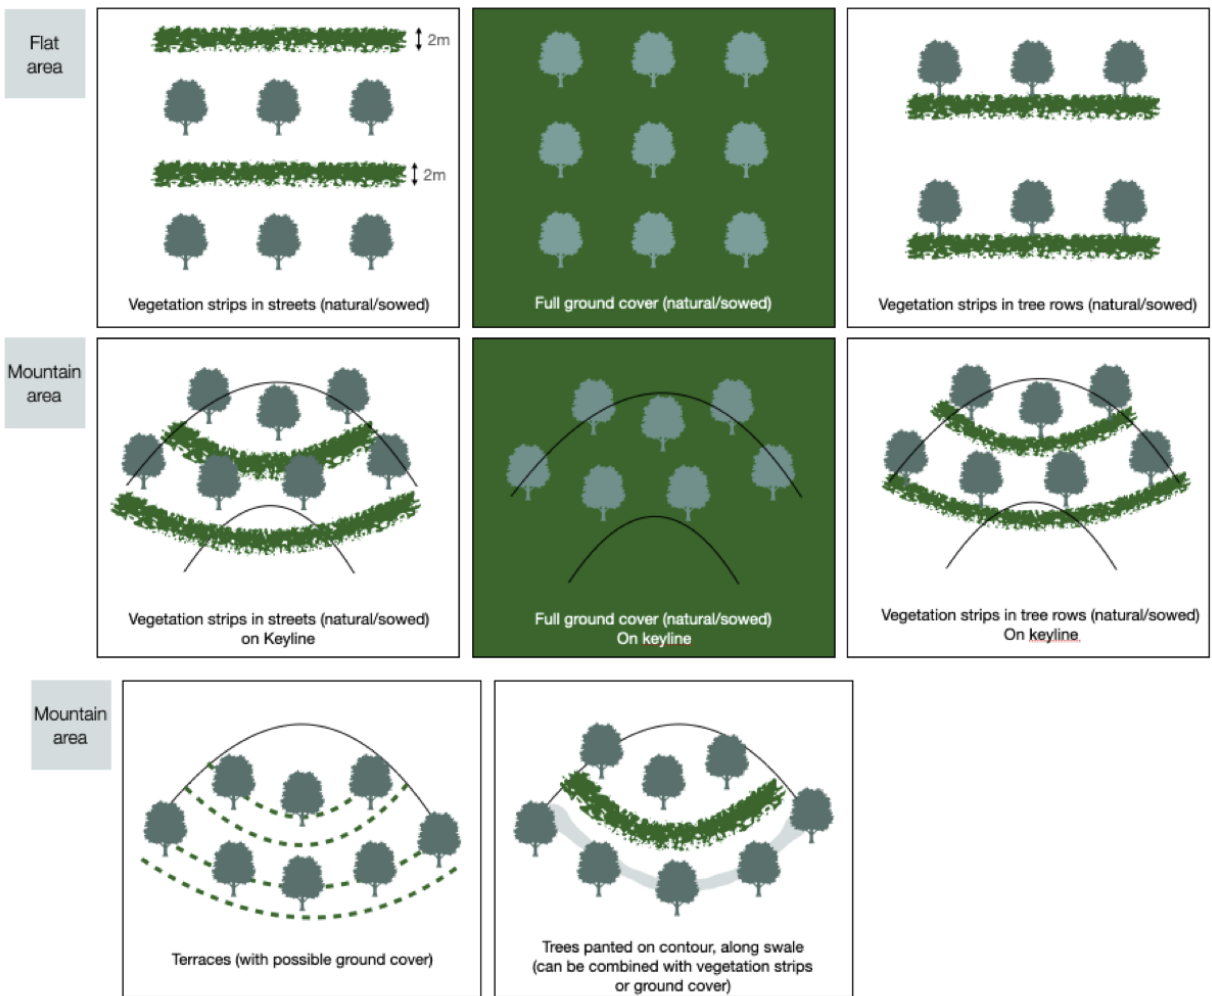 Flat
area
2m
2m
Vegetation strips in streets (natural/sowed)
Full ground cover (natural/sowed)
Vegetation strips in tree rows (natural/sowed)
Mountain
area
Vegetation strips in streets (natural/sowed)
on Keyline
Full ground cover (natural/sowed)
On keyline
Vegetation strips in tree rows (natural/sowed)
On keyline
Mountain
area
Terraces (with possible ground cover)
Trees panted on contour, along swale
(can be combined with vegetation strips
or ground cover)